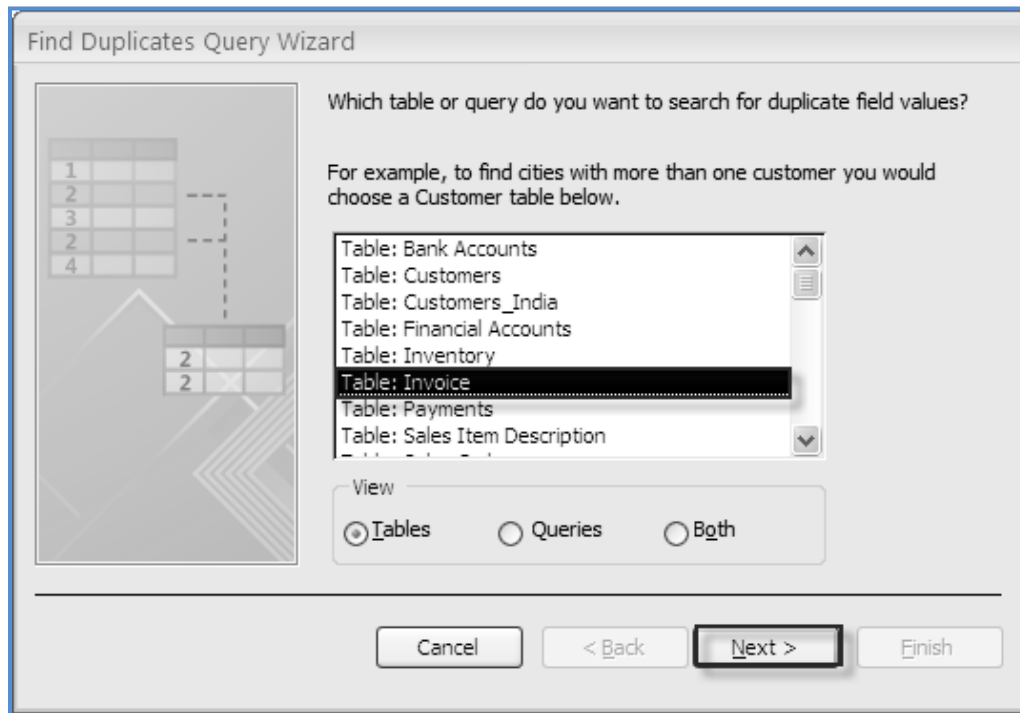 Find Duplicates Query Wizard
Which table or query do you want to search for duplicate field values?
For example, to find cities with more than one customer you would
choose a Customer table below.
1
2
3
2
4
2
2
Table: Bank Accounts
Table: Customers
Table: Customers_India
Table: Financial Accounts
Table: Inventory
Table: Invoice
Table: Payments
Table: Sales Item Description
View
Tables
Queries
Both
Cancel
< Back
Next >
Finish